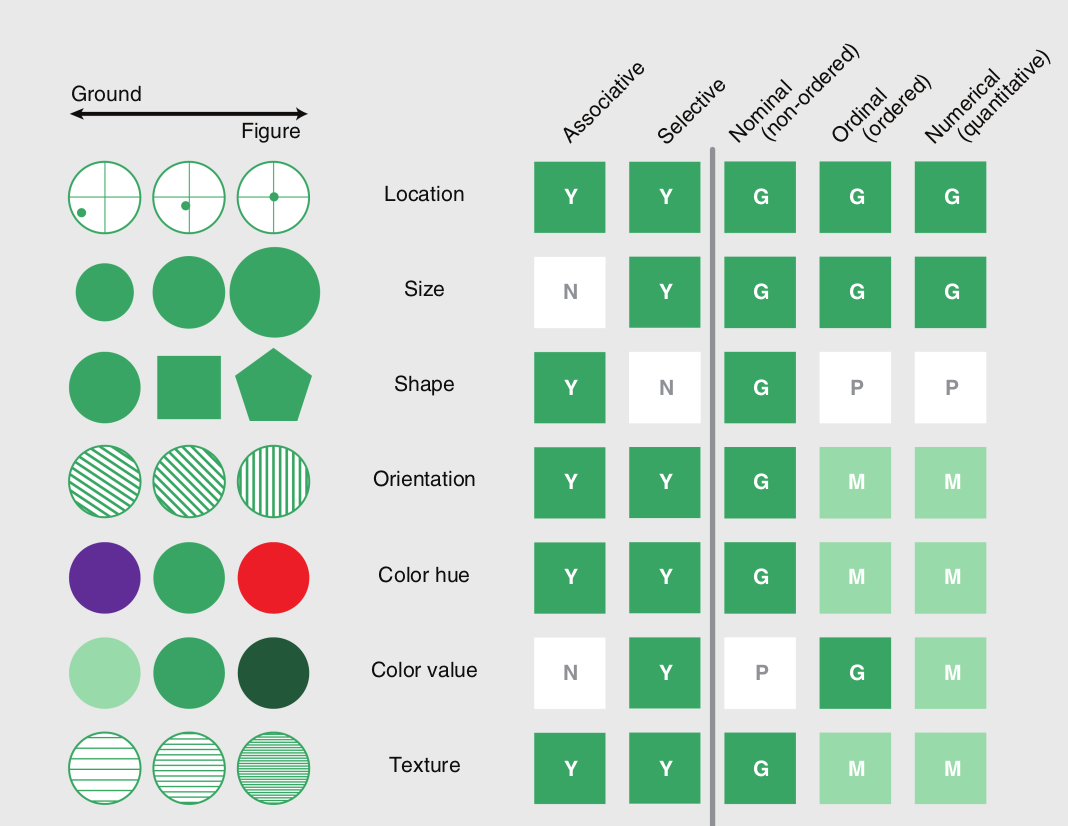 Ground
Figure
Associative
Selective
Nominal
(non-ordered)
Ordinal
(ordered)
Numerical
(quantitative)
Location Y Y G G G
Size N Y G G G
Shape Y N G P P
Orientation Y Y G M M
Color hue Y Y G M M
Color value N Y P G M
Texture Y Y G M M